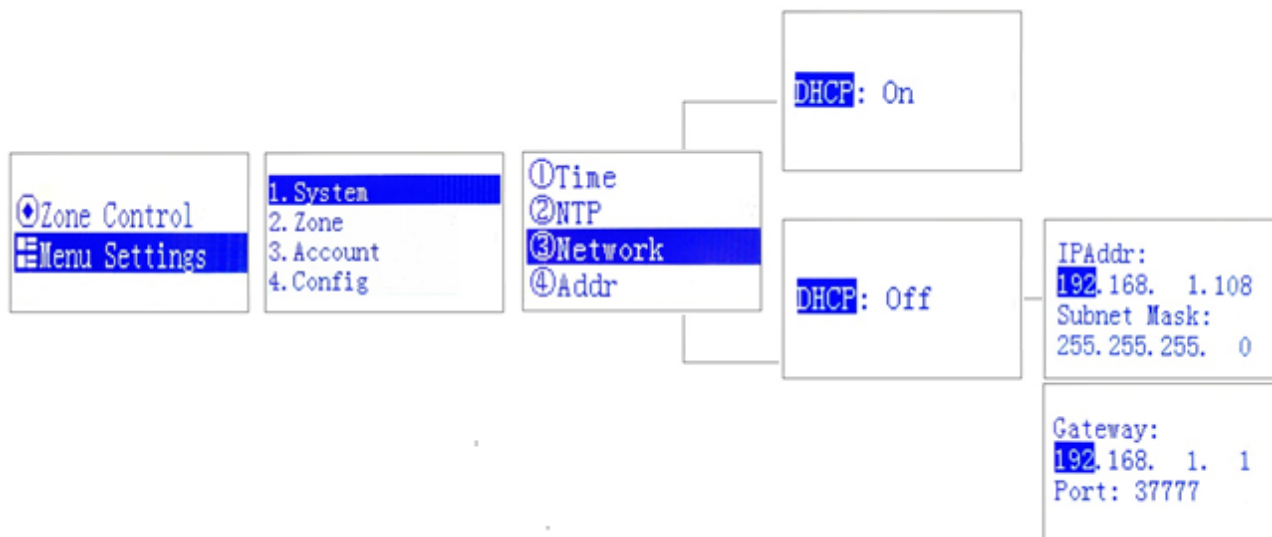 Zone Control
Menu Settings
1.System
2.Zone
3.Account
4.Config
①Time
②NTP
③Network
④Addr
DHCP: On
DHCP: Off
IPAddr:
192.168. 1.108
Subnet Mask:
255.255.255. 0
Gateway:
192.168. 1. 1
Port: 37777